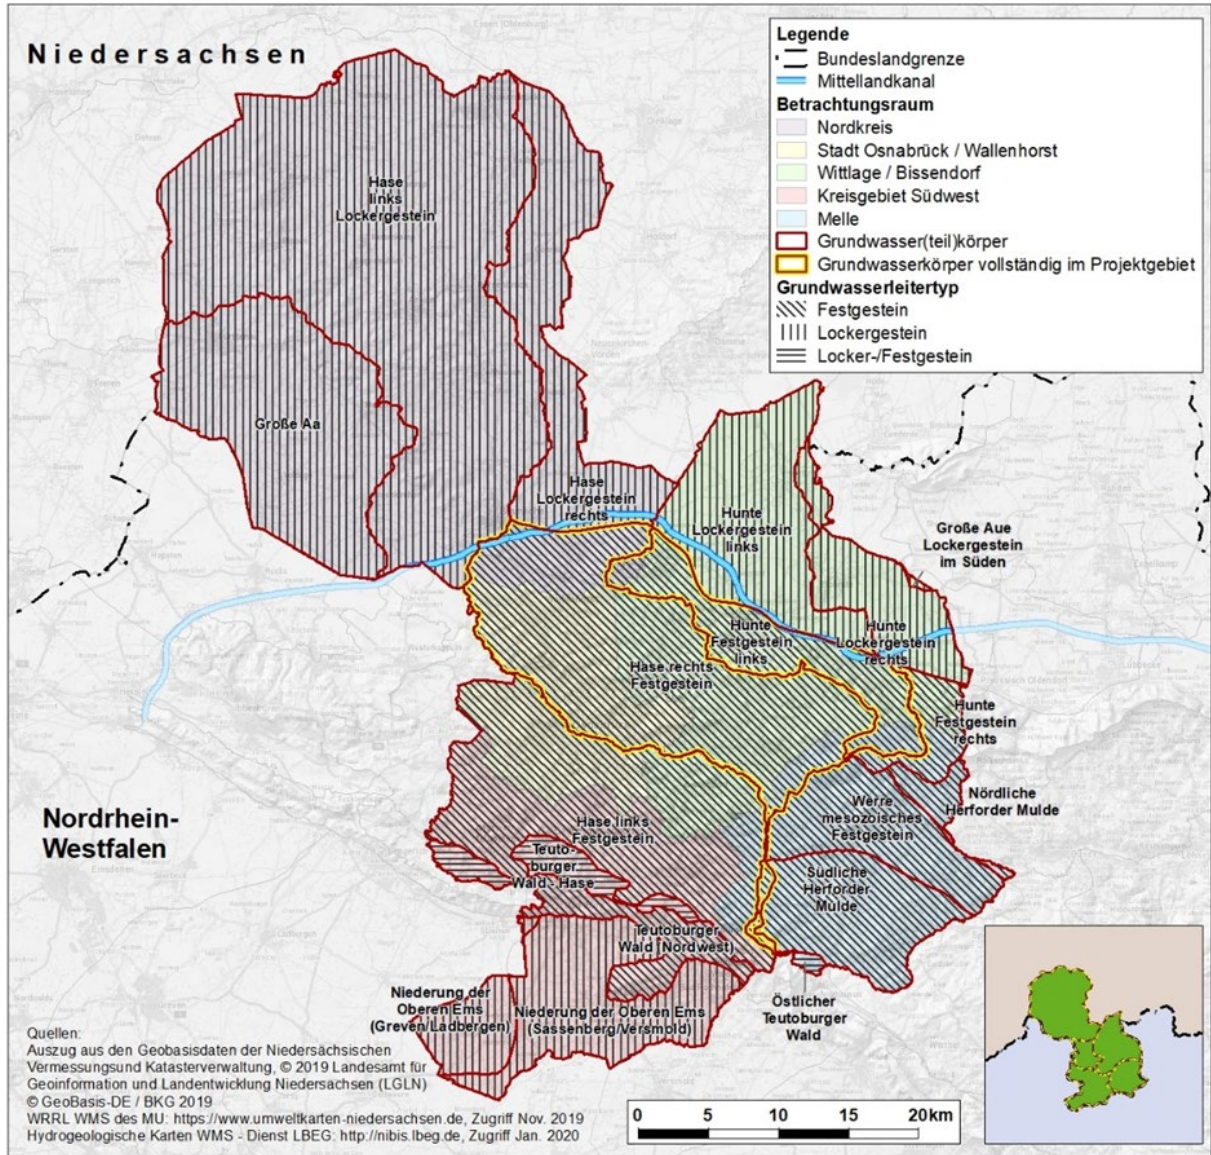 Niedersachsen
Legende
Bundeslandgrenze
Mittellandkanal
Betrachtungsraum
Nordkreis
Stadt Osnabrück / Wallenhorst
Wittlage / Bissendorf
Kreisgebiet Südwest
Melle
Grundwasser(teil)körper
Grundwasserkörper vollständig im Projektgebiet
Grundwasserleitertyp
Festgestein
Lockergestein
Locker-/Festgestein
Hase
links
Lockergestein
Große Aa
Hase
Lockergestein
rechts
Hunte
Lockergestein
links
Große Aue
Lockergestein
im Süden
Hunte
Festgestein
links
Hunte
Lockergestein
rechts
Hase rechts
Festgestein
Hunte
Festgestein
rechts
Nördliche
Herforder Mulde
Werre
mesozoisches
Festgestein
Hase links
Festgestein
Teuto-
burger
Wald - Hase
Südliche
Herforder
Mulde
Teutoburger
Wald (Nordwest)
Niederung der
Oberen Ems
(Greven/Ladbergen)
Niederung der Oberen Ems
(Sassenberg/Versmold)
Östlicher
Teutoburger
Wald
Nordrhein-
Westfalen
Quellen:
Auszug aus den Geobasisdaten der Niedersächsischen
Vermessungsund Katasterverwaltung, © 2019 Landesamt für
Geoinformation und Landentwicklung Niedersachsen (LGLN)
© GeoBasis-DE / BKG 2019
WRRL WMS des MU: https://www.umweltkarten-niedersachsen.de, Zugriff Nov. 2019
Hydrogeologische Karten WMS - Dienst LBEG: http://nibis.lbeg.de, Zugriff Jan. 2020
0 5 10 15 20 km